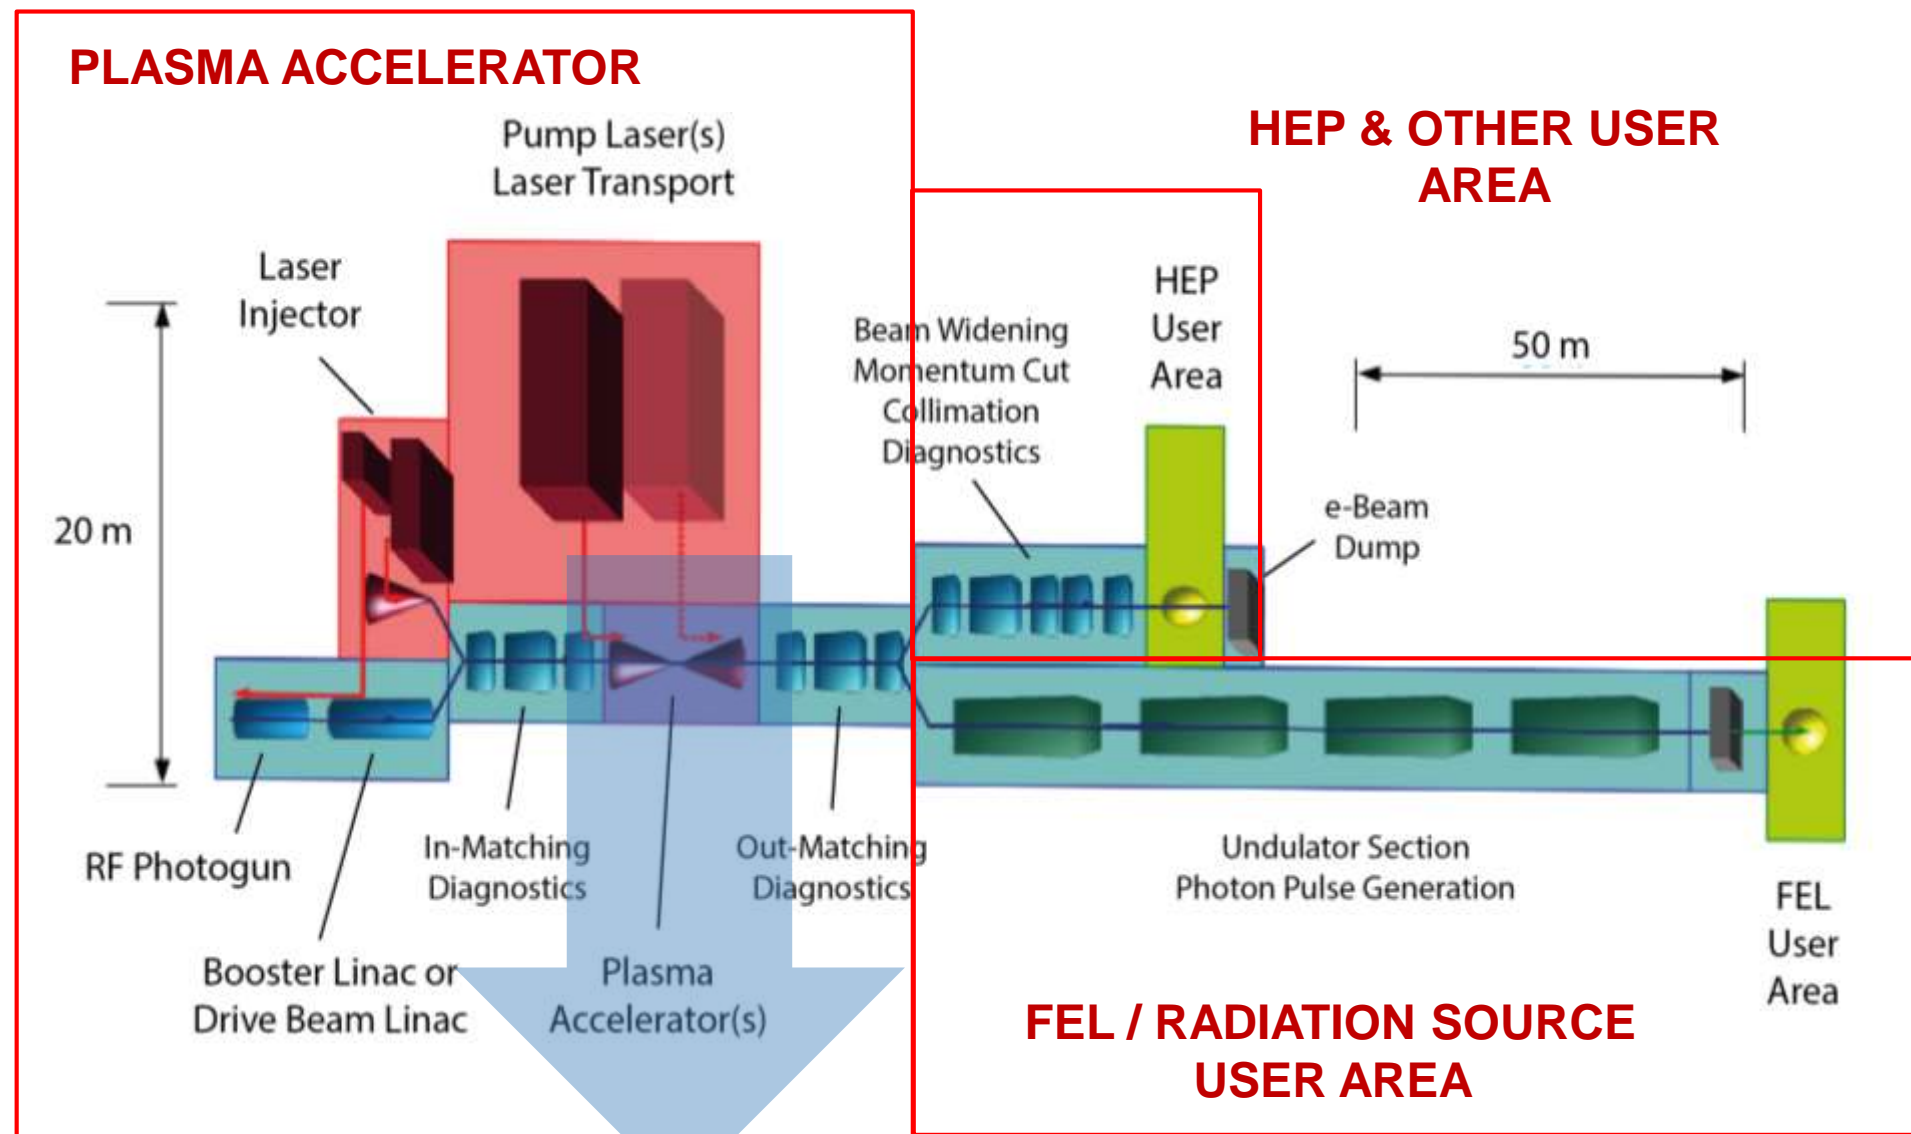 PLASMA ACCELERATOR
Pump Laser(s)
Laser Transport
HEP & OTHER USER
AREA
Laser
Injector
HEP
User
Area
Beam Widening
Momentum Cut
Collimation
Diagnostics
50 m
20 m
e-Beam
Dump
RF Photogun
In-Matching
Diagnostics
Out-Matching
Diagnostics
Undulator Section
Photon Pulse Generation
FEL
User
Area
Booster Linac or
Drive Beam Linac
Plasma
Accelerator(s)
FEL / RADIATION SOURCE
USER AREA